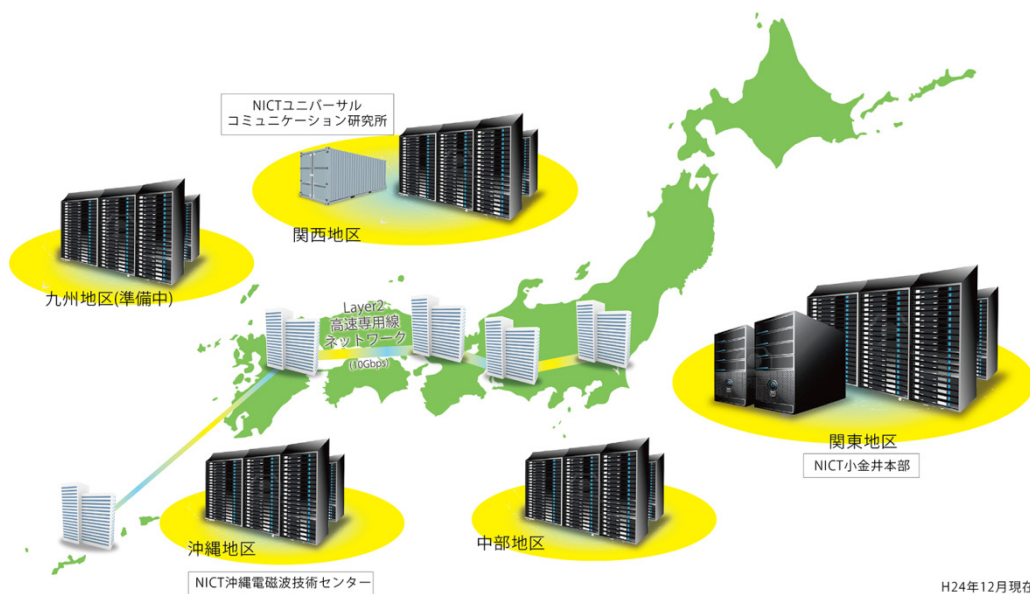 NICTユニバーサル
コミュニケーション研究所
関西地区
九州地区(準備中)
Layer2
高速専用線
ネットワーク
(10Gbps)
関東地区
NICT小金井本部
沖縄地区
NICT沖縄電磁波技術センター
中部地区
H24年12月現在